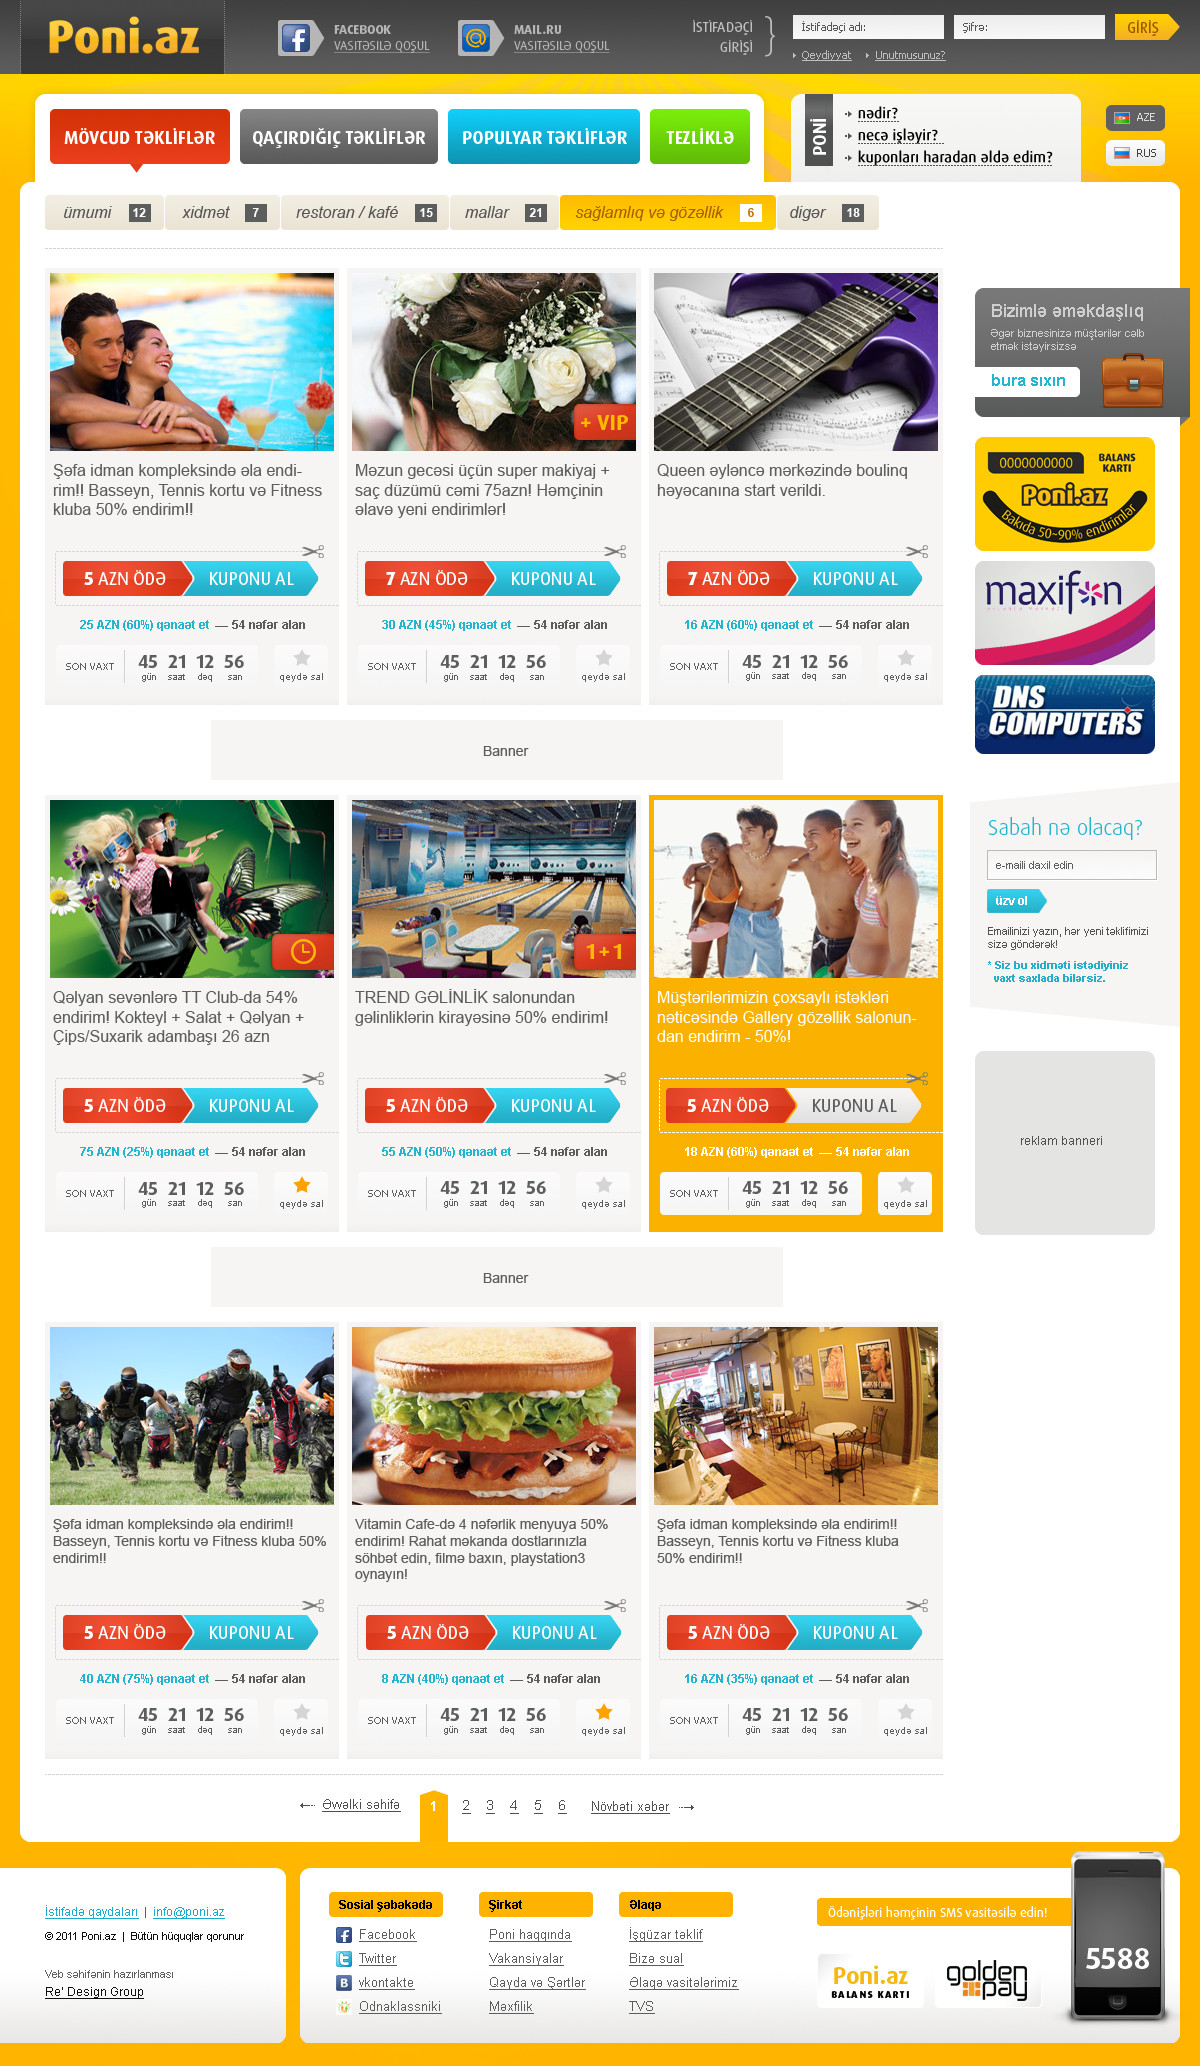 Poni.az
FACEBOOK
VASITƏSILƏ QOŞUL
MAIL.RU
VASITƏSILƏ QOŞUL
İSTİFADƏÇİ
GİRİŞİ
İstifadəçi adı:
Şifrə:
GİRİŞ
Qeydiyyat
Unutmusunuz?
MÖVCUD TƏKLİFLƏR
QAÇIRDIĞIÇ TƏKLİFLƏR
POPULYAR TƏKLİFLƏR
TEZLİKLƏ
PONİ
nədir?
necə işləyir?
kuponları haradan əldə edim?
AZE
RUS
ümumi 12
xidmət 7
restoran / kafé 15
mallar 21
sağlamlıq və gözəllik 6
digər 18
+ VIP
Şəfa idman kompleksində əla endi-
rim!! Basseyn, Tennis kortu və Fitness
kluba 50% endirim!!
5 AZN ÖDƏ KUPONU AL
25 AZN (60%) qənaət et — 54 nəfər alan
SON VAXT 45 21 12 56
gün saat dəq san
qeydə sal
Məzun gecəsi üçün super makiyaj +
saç düzümü cəmi 75azn! Həmçinin
əlavə yeni endirimlər!
7 AZN ÖDƏ KUPONU AL
30 AZN (45%) qənaət et — 54 nəfər alan
SON VAXT 45 21 12 56
gün saat dəq san
qeydə sal
Queen əyləncə mərkəzində boulinq
həyəcanına start verildi.
7 AZN ÖDƏ KUPONU AL
16 AZN (60%) qənaət et — 54 nəfər alan
SON VAXT 45 21 12 56
gün saat dəq san
qeydə sal
Bizimlə əməkdaşlıq
Əgər biznesinizə müştərilər cəlb
etmək istəyirsizsə
bura sıxın
0000000000
BALANS
KARTI
Poni.az
Bakıda 50~90% endirimlər
maxifon
DNS
COMPUTERS
Sabah nə olacaq?
e-maili daxil edin
üzv ol
Emailinizi yazın, hər yeni təklifimizi
sizə göndərək!
* Siz bu xidməti istədiyiniz
vaxt saxlada bilərsiz.
reklam banneri
Banner
1+1
Qəlyan sevənlərə TT Club-da 54%
endirim! Kokteyl + Salat + Qəlyan +
Çips/Suxarik adambaşı 26 azn
5 AZN ÖDƏ KUPONU AL
75 AZN (25%) qənaət et — 54 nəfər alan
SON VAXT 45 21 12 56
gün saat dəq san
qeydə sal
TREND GƏLİNLİK salonundan
gəlinliklərin kirayəsinə 50% endirim!
5 AZN ÖDƏ KUPONU AL
55 AZN (50%) qənaət et — 54 nəfər alan
SON VAXT 45 21 12 56
gün saat dəq san
qeydə sal
Müştərilərimizin çoxsaylı istəkləri
nəticəsində Gallery gözəllik salonun-
dan endirim - 50%!
5 AZN ÖDƏ KUPONU AL
18 AZN (60%) qənaət et — 54 nəfər alan
SON VAXT 45 21 12 56
gün saat dəq san
qeydə sal
Banner
Şəfa idman kompleksində əla endirim!!
Basseyn, Tennis kortu və Fitness kluba 50%
endirim!!
5 AZN ÖDƏ KUPONU AL
40 AZN (75%) qənaət et — 54 nəfər alan
SON VAXT 45 21 12 56
gün saat dəq san
qeydə sal
Vitamin Cafe-də 4 nəfərlik menyuya 50%
endirim! Rahat məkanda dostlarınızla
söhbət edin, filmə baxın, playstation3
oynayın!
5 AZN ÖDƏ KUPONU AL
8 AZN (40%) qənaət et — 54 nəfər alan
SON VAXT 45 21 12 56
gün saat dəq san
qeydə sal
Şəfa idman kompleksində əla endirim!!
Basseyn, Tennis kortu və Fitness kluba
50% endirim!!
5 AZN ÖDƏ KUPONU AL
16 AZN (35%) qənaət et — 54 nəfər alan
SON VAXT 45 21 12 56
gün saat dəq san
qeydə sal
Əwəlki səhifə 1 2 3 4 5 6 Növbəti xəbər
İstifadə qaydaları | info@poni.az
© 2011 Poni.az | Bütün hüquqlar qorunur
Veb səhifənin hazırlanması
Re' Design Group
Sosial şəbəkədə
Facebook
Twitter
vkontakte
Odnaklassniki
Şirkət
Poni haqqında
Vakansiyalar
Qayda və Şərtlər
Məxfilik
Əlaqə
İşgüzar təklif
Bizə sual
Əlaqə vasitələrimiz
TVS
Ödənişləri həmçinin SMS vasitəsilə edin!
Poni.az
BALANS KARTI
golden
pay
5588